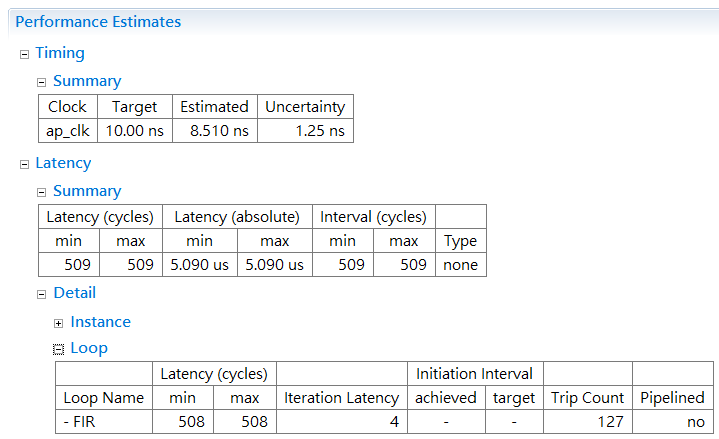 Performance Estimates
Timing
Summary
Clock Target Estimated Uncertainty
ap_clk 10.00 ns 8.510 ns 1.25 ns
Latency
Summary
Latency (cycles) Latency (absolute) Interval (cycles)
min max min max min max Type
509 509 5.090 us 5.090 us 509 509 none
Detail
Instance
Loop
Latency (cycles) Initiation Interval
Loop Name min max Iteration Latency achieved target Trip Count Pipelined
- FIR 508 508 4 - - 127 no